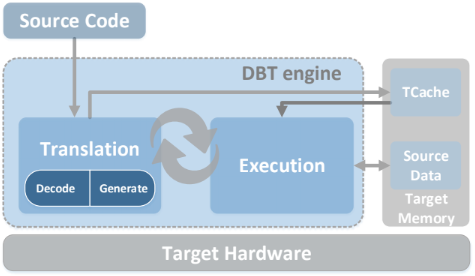 Source Code
DBT engine
TCache
Translation
Decode
Generate
Execution
Source
Data
Target
Memory
Target Hardware